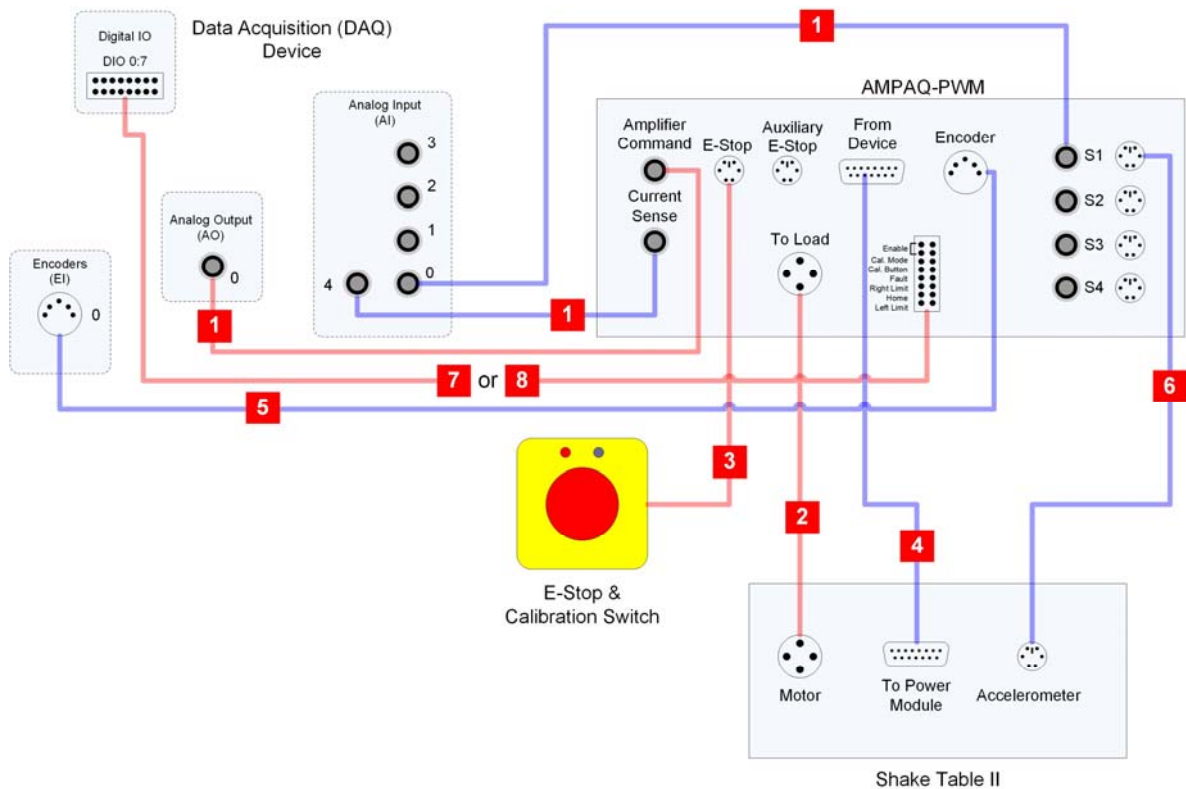 Digital IO
DIO 0:7
Data Acquisition (DAQ)
Device
Analog Input
(AI)
3
2
1
0
4
Analog Output
(AO)
0
Encoders
(EI)
0
1
1
1
AMPAQ-PWM
Amplifier
Command
E-Stop
Auxiliary
E-Stop
From
Device
Encoder
Current
Sense
To Load
Enable
Cal. Mode
Cal. Button
Fault
Right Limit
Home
Left Limit
S1
S2
S3
S4
7 or 8
5
6
3
2
4
E-Stop &
Calibration Switch
Motor
To Power
Module
Accelerometer
Shake Table II